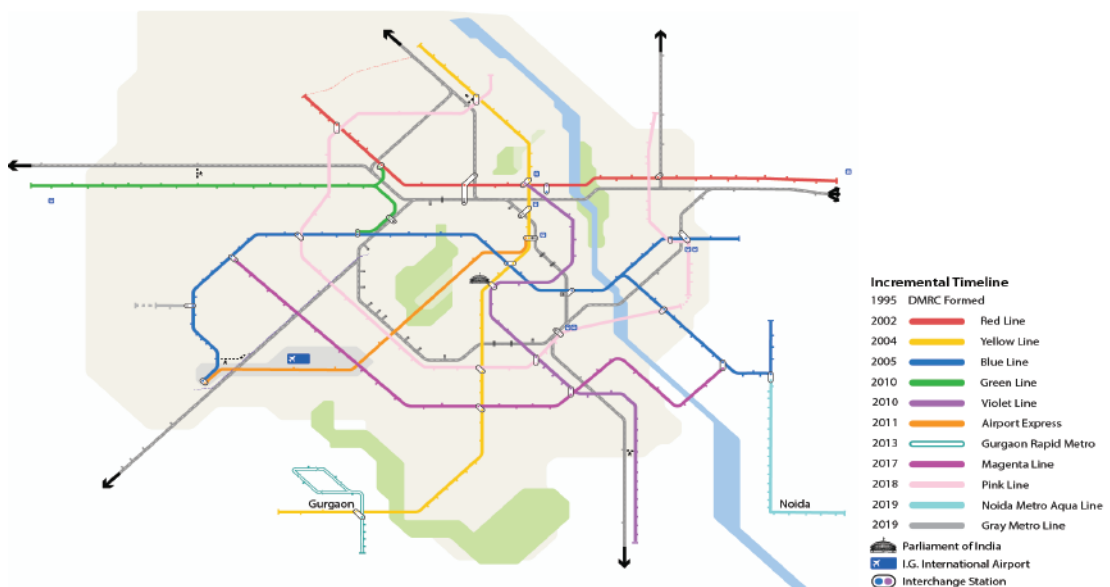 Gurgaon
Noida
Incremental Timeline
1995 DMRC Formed
2002 Red Line
2004 Yellow Line
2005 Blue Line
2010 Green Line
2010 Violet Line
2011 Airport Express
2013 Gurgaon Rapid Metro
2017 Magenta Line
2018 Pink Line
2019 Noida Metro Aqua Line
2019 Gray Metro Line
Parliament of India
I.G. International Airport
Interchange Station